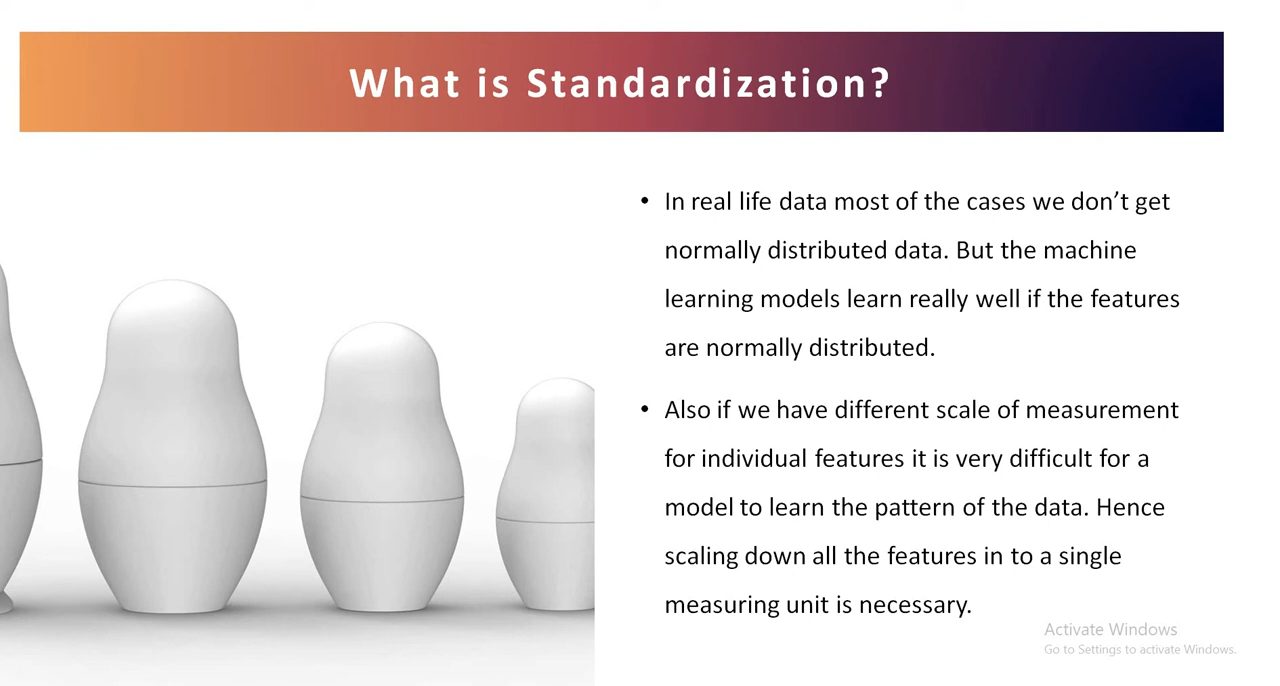 What is Standardization?
• In real life data most of the cases we don’t get
normally distributed data. But the machine
learning models learn really well if the features
are normally distributed.
• Also if we have different scale of measurement
for individual features it is very difficult for a
model to learn the pattern of the data. Hence
scaling down all the features in to a single
measuring unit is necessary.
Activate Windows
Go to Settings to activate Windows.